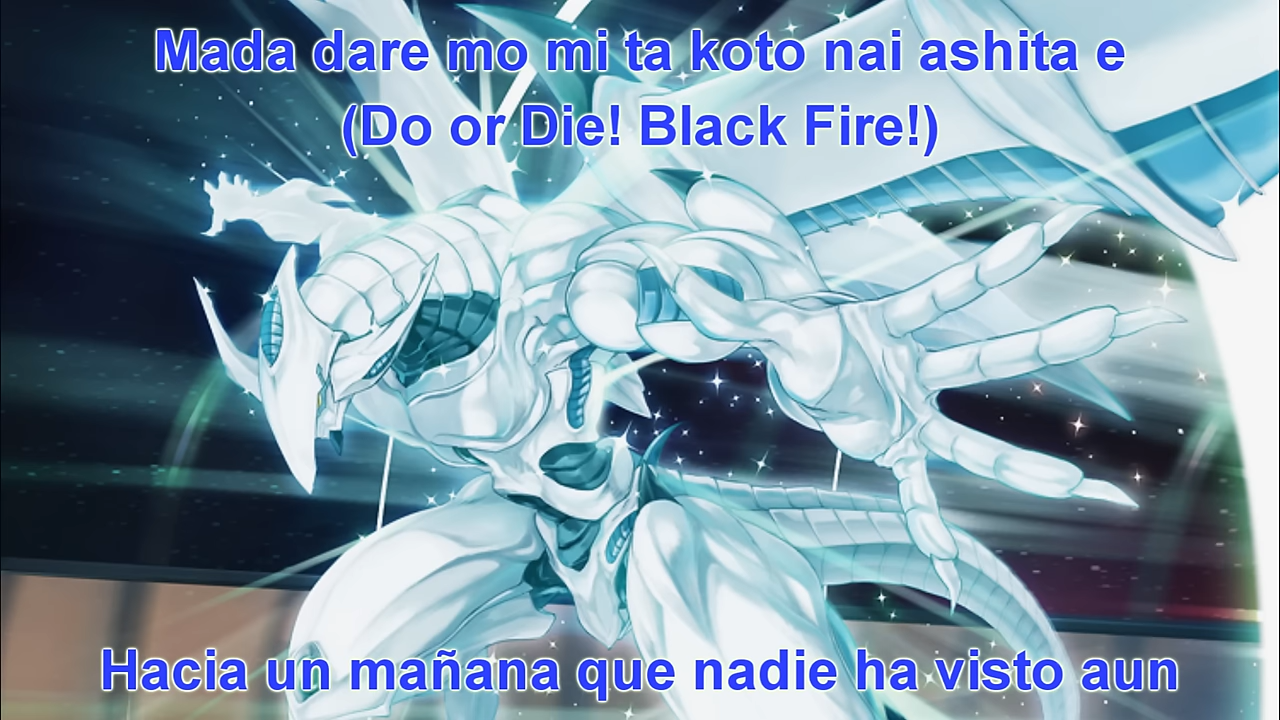 Mada dare mo mi ta koto nai ashita e
(Do or Die! Black Fire!)
Hacia un mañana que nadie ha visto aun